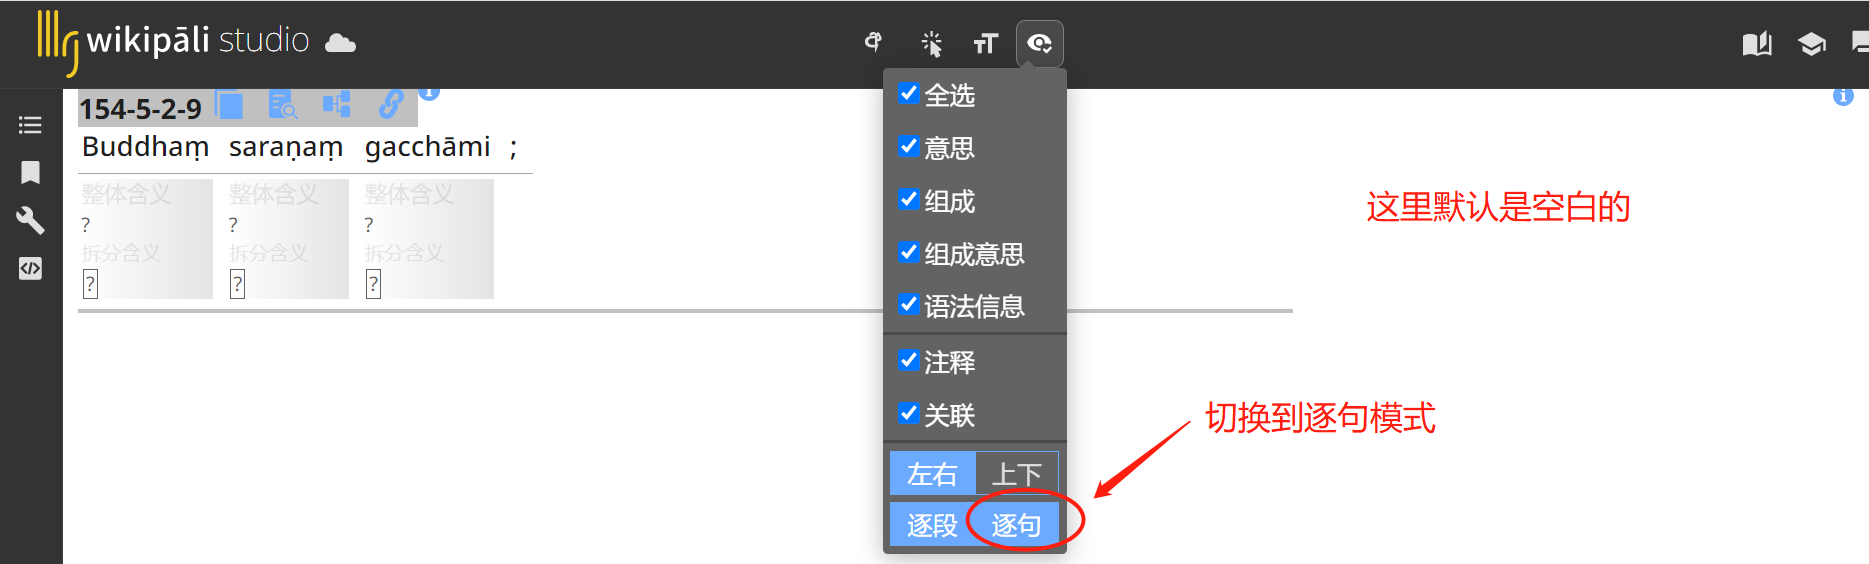 wikipāli studio
154-5-2-9
Buddhaṃ saraṇaṃ gacchāmi ;
整体含义 整体含义 整体含义
? ? ?
拆分含义 拆分含义 拆分含义
? ? ?
全选
意思
组成
组成意思
语法信息
注释
关联
左右 上下
逐段 逐句
这里默认是空白的
切换到逐句模式